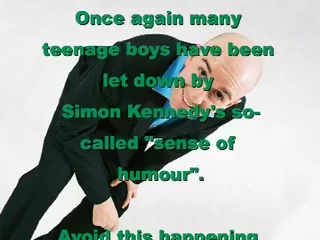 Once again many
teenage boys have been
let down by
Simon Kennedy's so-
called "sense of
humour".
Avoid this happening